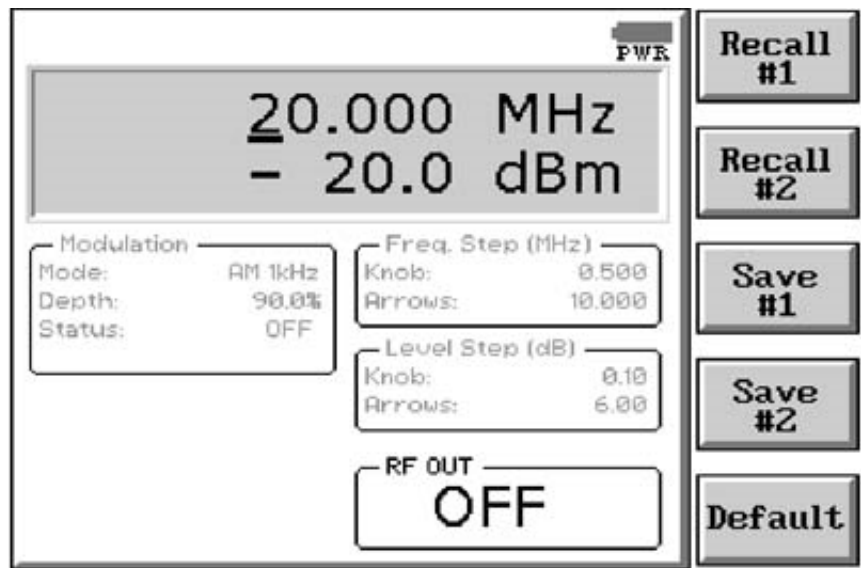 PWR
20.000 MHz
- 20.0 dBm
Modulation
Mode: AM 1kHz
Depth: 90.0%
Status: OFF
Freq. Step (MHz)
Knob: 0.500
Arrows: 10.000
Level Step (dB)
Knob: 0.10
Arrows: 6.00
RF OUT
OFF
Recall
#1
Recall
#2
Save
#1
Save
#2
Default